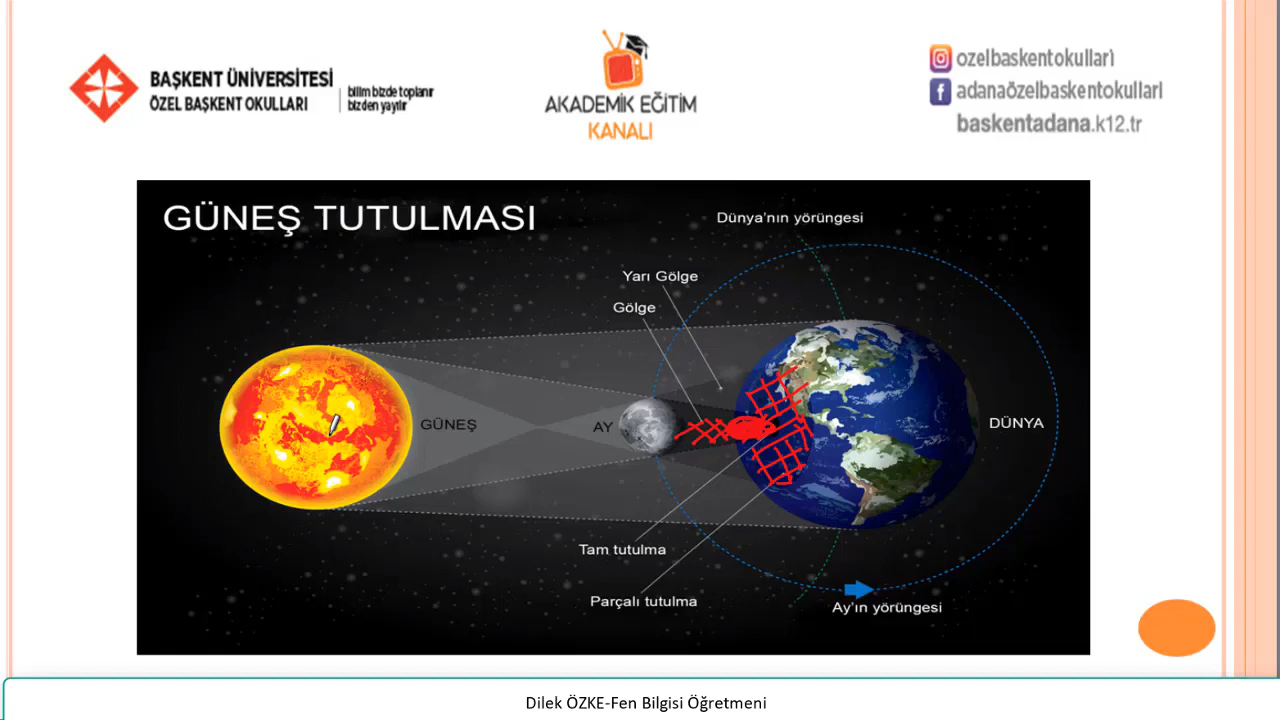 BAŞKENT ÜNİVERSİTESİ
ÖZEL BAŞKENT OKULLARI
bilim bizde toplanır
bizden yayılır
AKADEMİK EĞİTİM
KANALI
ozelbaskentokulları
adanaözelbaskentokulları
baskentadana.k12.tr
GÜNEŞ TUTULMASI
Dünya'nın yörüngesi
Yarı Gölge
Gölge
GÜNEŞ
AY
DÜNYA
Tam tutulma
Parçalı tutulma
Ay'ın yörüngesi
Dilek ÖZKE-Fen Bilgisi Öğretmeni